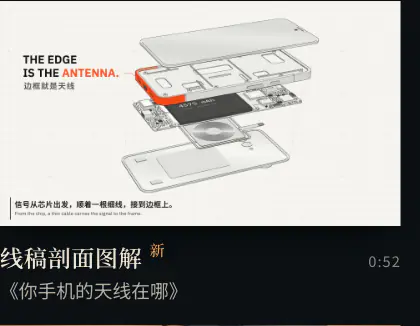 THE EDGE
IS THE ANTENNA.
边框就是天线
4575 mAh
信号从芯片出发，顺着一根细线，接到边框上。
From the chip, a thin cable carries the signal to the frame.
线稿剖面图解 新
0:52
《你手机的天线在哪》